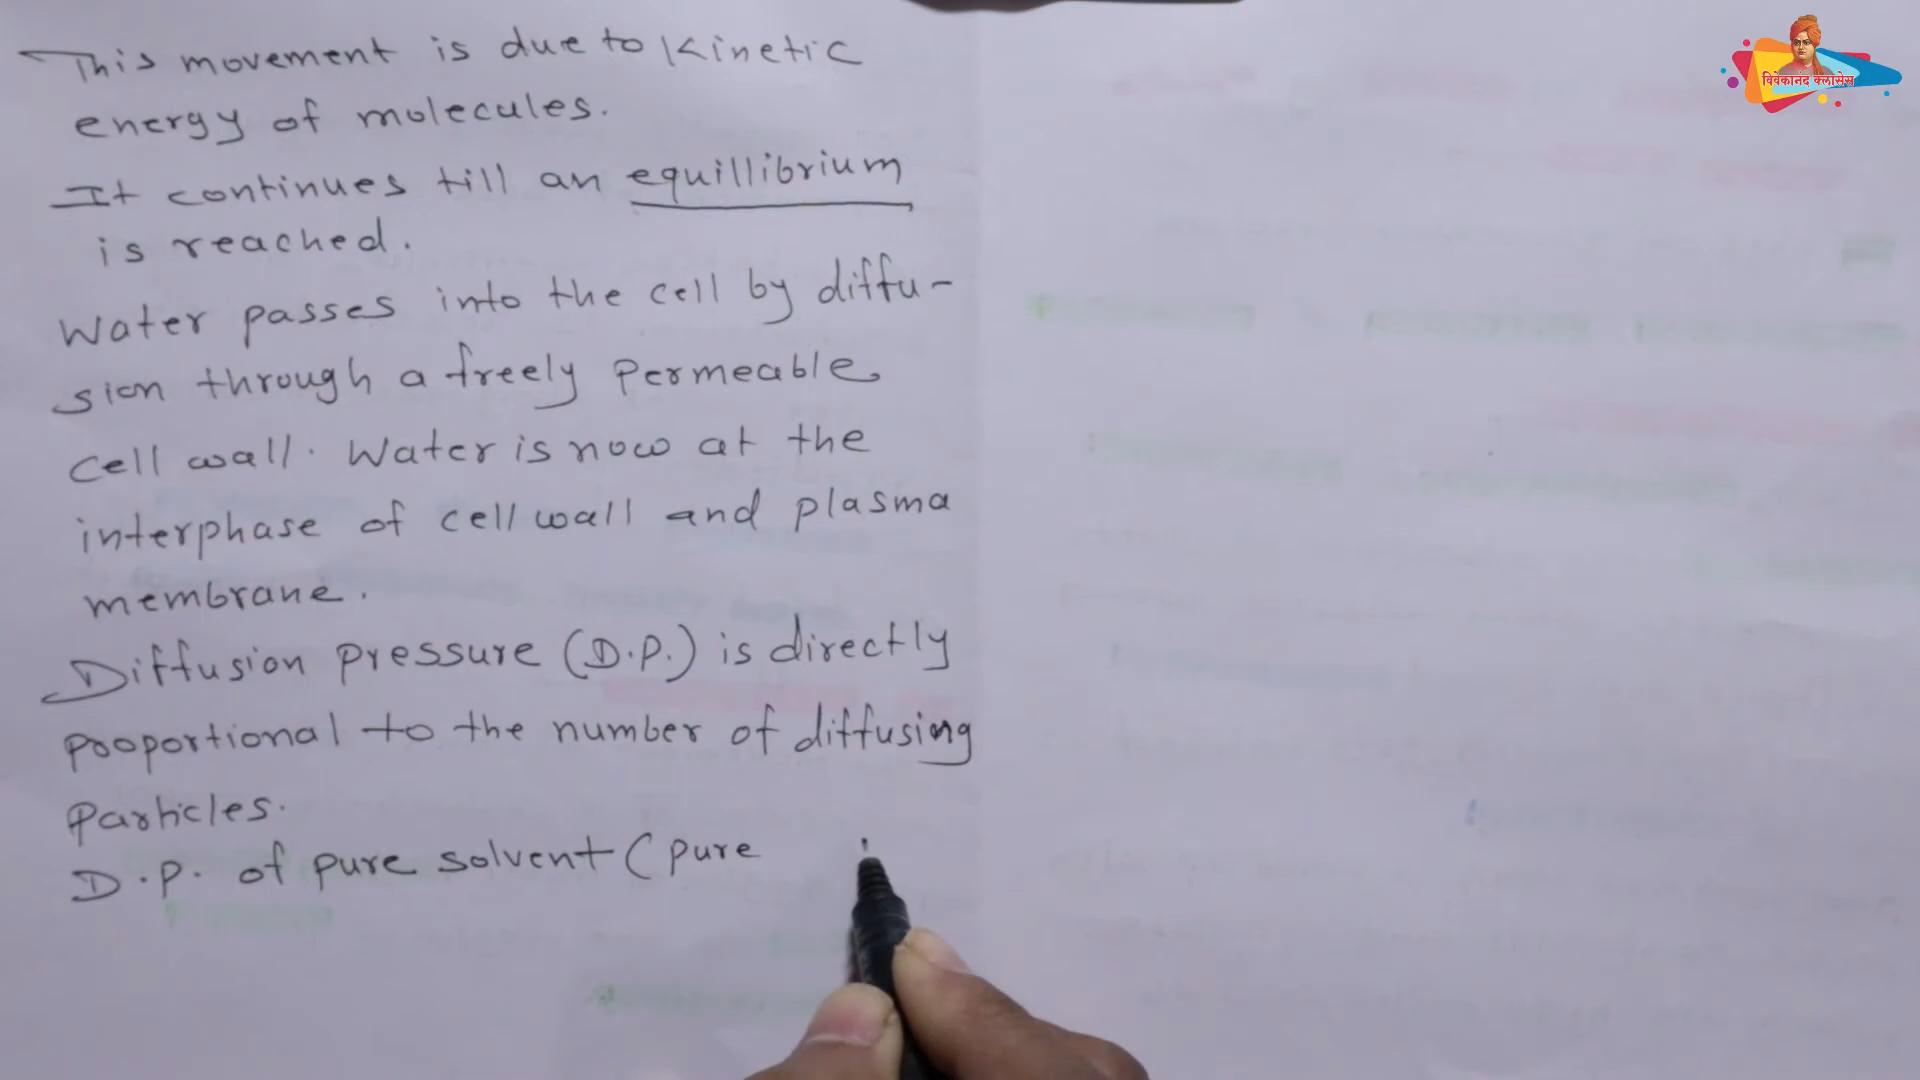 This movement is due to Kinetic
energy of molecules.
It continues till an equillibrium
is reached.
Water passes into the cell by diffu-
sion through a freely permeable
cell wall. Water is now at the
interphase of cell wall and plasma
membrane.
Diffusion pressure (D.P.) is directly
prоportional to the number of diffusing
particles.
D.P. of pure solvent (pure
विवेकानंद क्लासेस